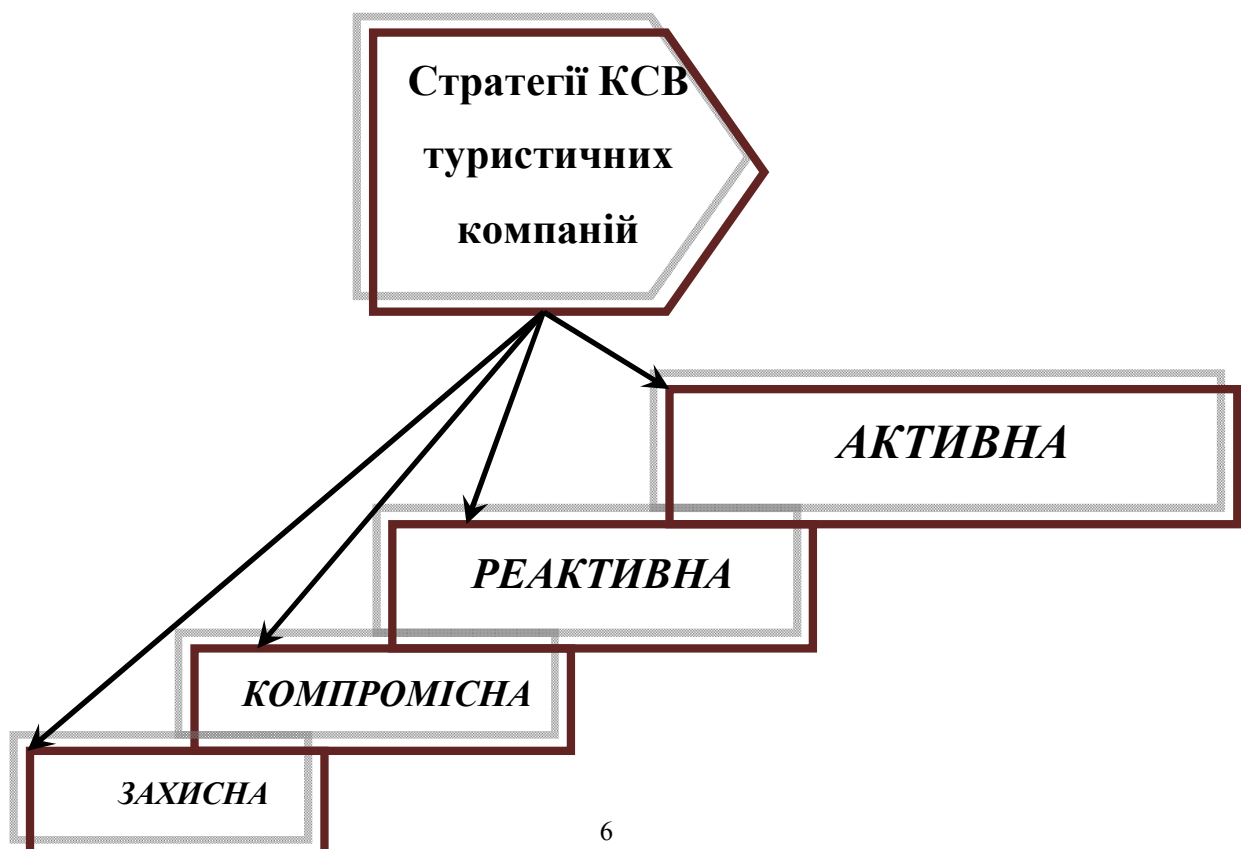 Стратегії КСВ
туристичних
компаній
АКТИВНА
РЕАКТИВНА
КОМПРОМІСНА
ЗАХИСНА
6